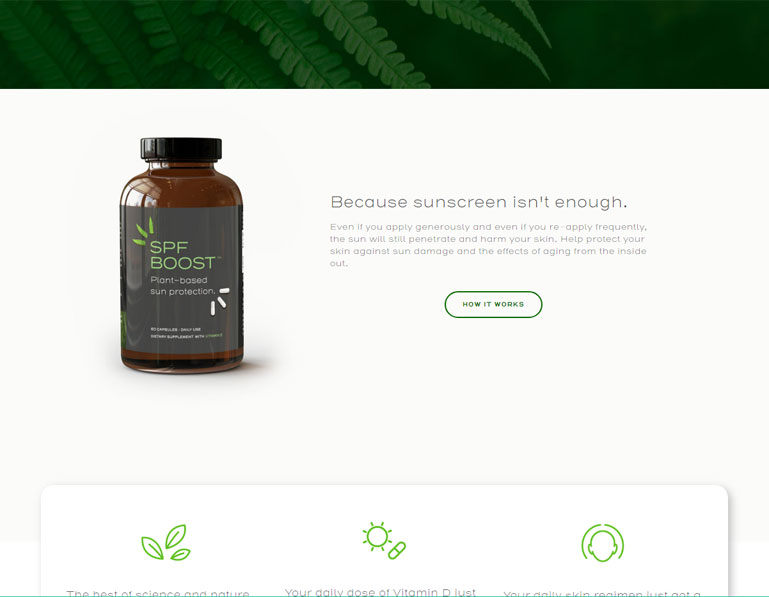 Because sunscreen isn't enough.
Even if you apply generously and even if you re-apply frequently,
the sun will still penetrate and harm your skin. Help protect your
skin against sun damage and the effects of aging from the inside
out.
HOW IT WORKS
SPF
BOOST™
Plant-based
sun protection.
60 CAPSULES · DAILY USE
DIETARY SUPPLEMENT WITH VITAMIN D
The best of science and nature
Your daily dose of Vitamin D just
Your daily skin regimen just got a